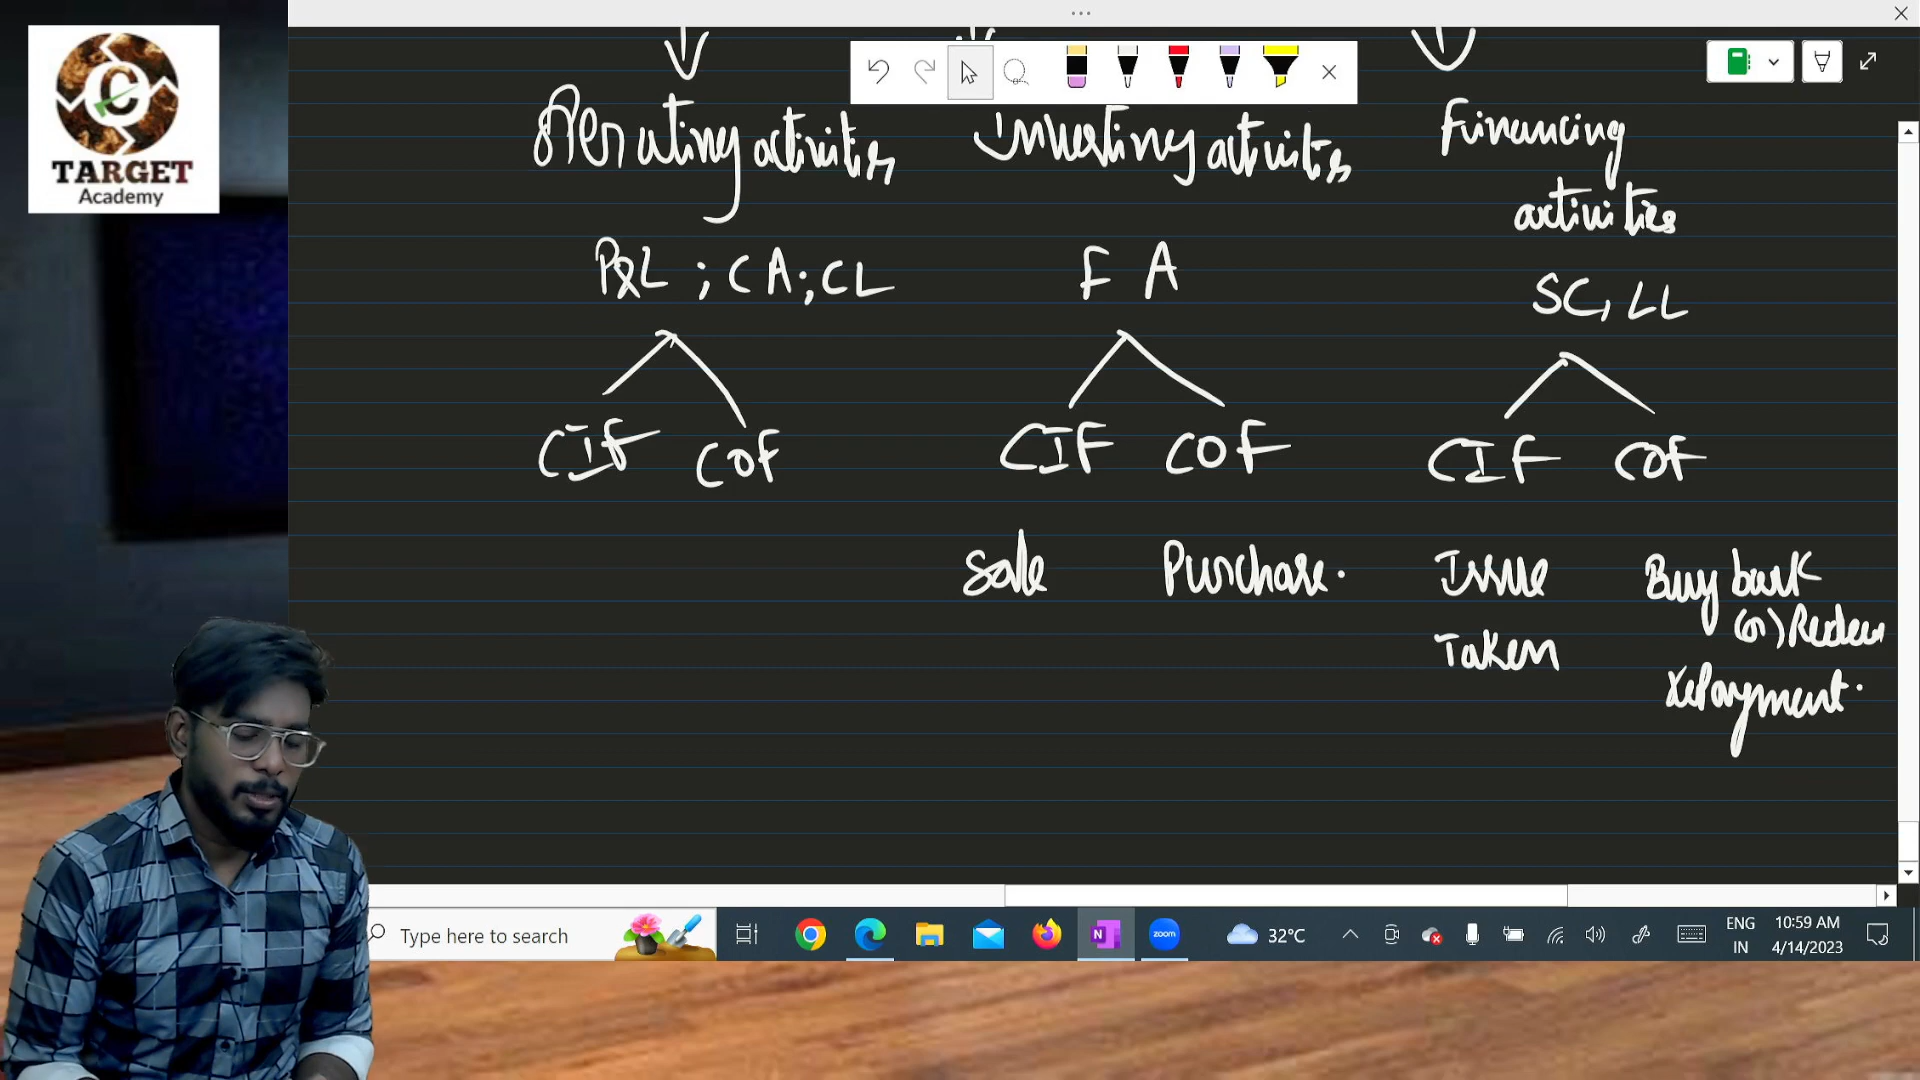 TARGET
Academy
Operating activities
Investing activities
Financing
activities
P&L ; CA; CL
F A
SC, LL
CIF COF
CIF COF
CIF COF
Sale Purchase.
Issue
Buy back
(or) Redeem
Taken
repayment.
Type here to search
zoom
32°C
ENG
IN
10:59 AM
4/14/2023